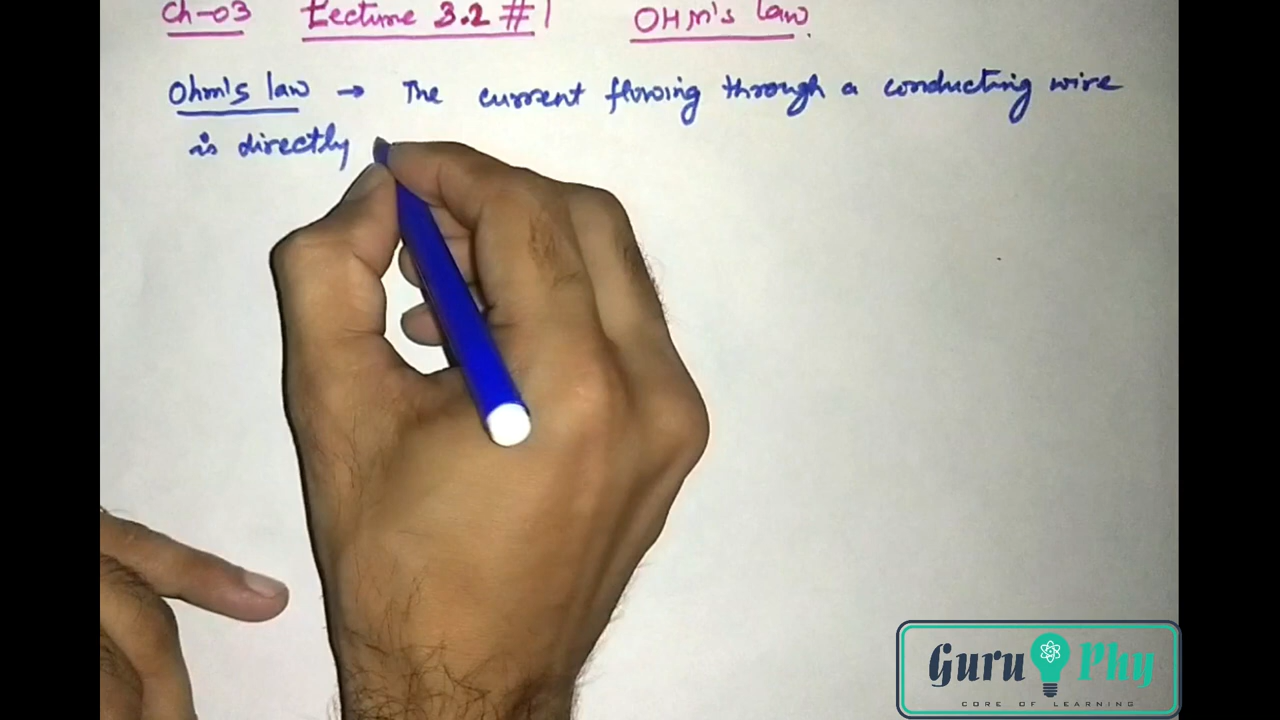 Ch-03 Lecture 3.2 #1 OHm's law.
Ohm's law → The current flowing through a conducting wire
is directly
Guru Phy
CORE OF LEARNING